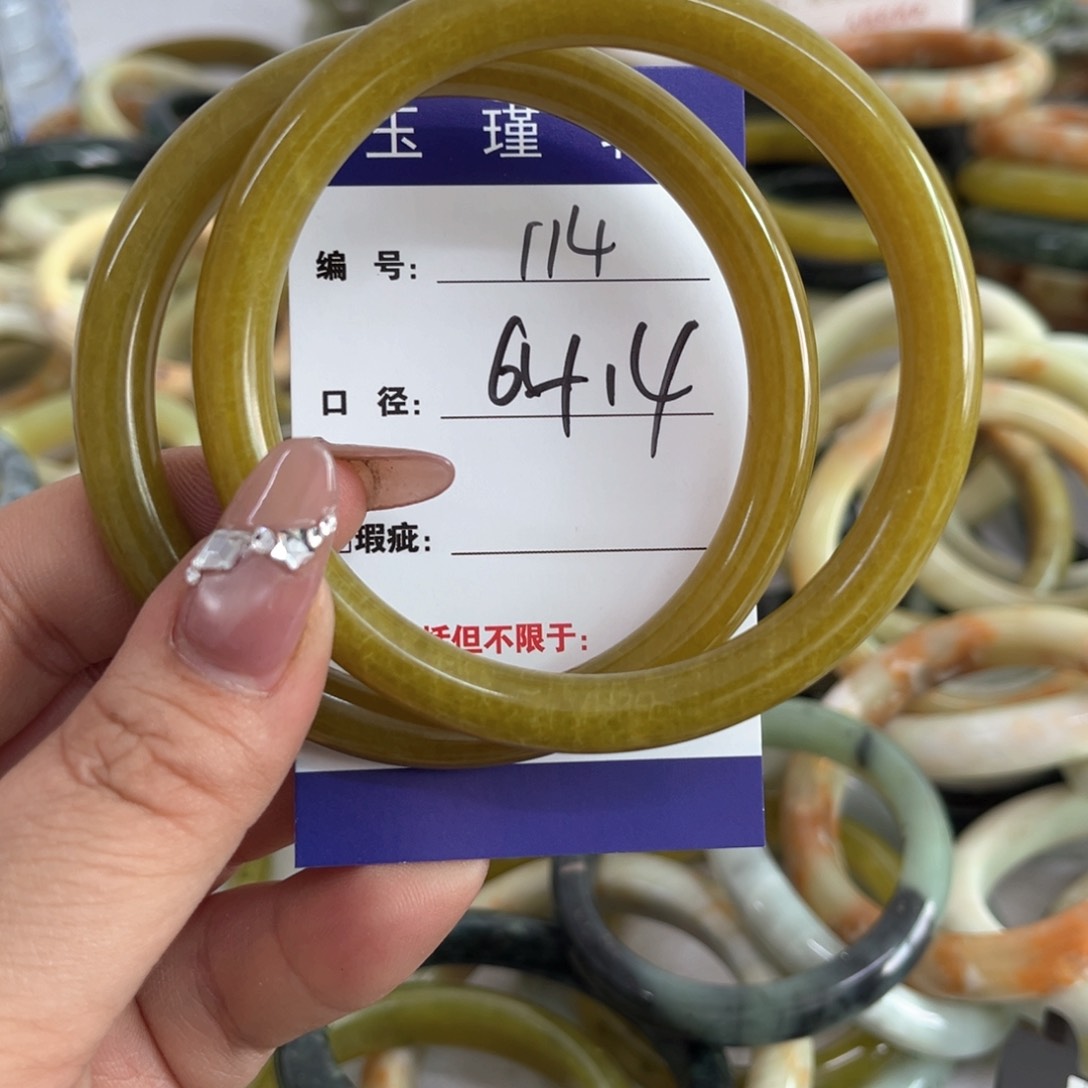 玉 瑾
编 号: 114
口 径: 64.14
瑕疵:
括但不限于: